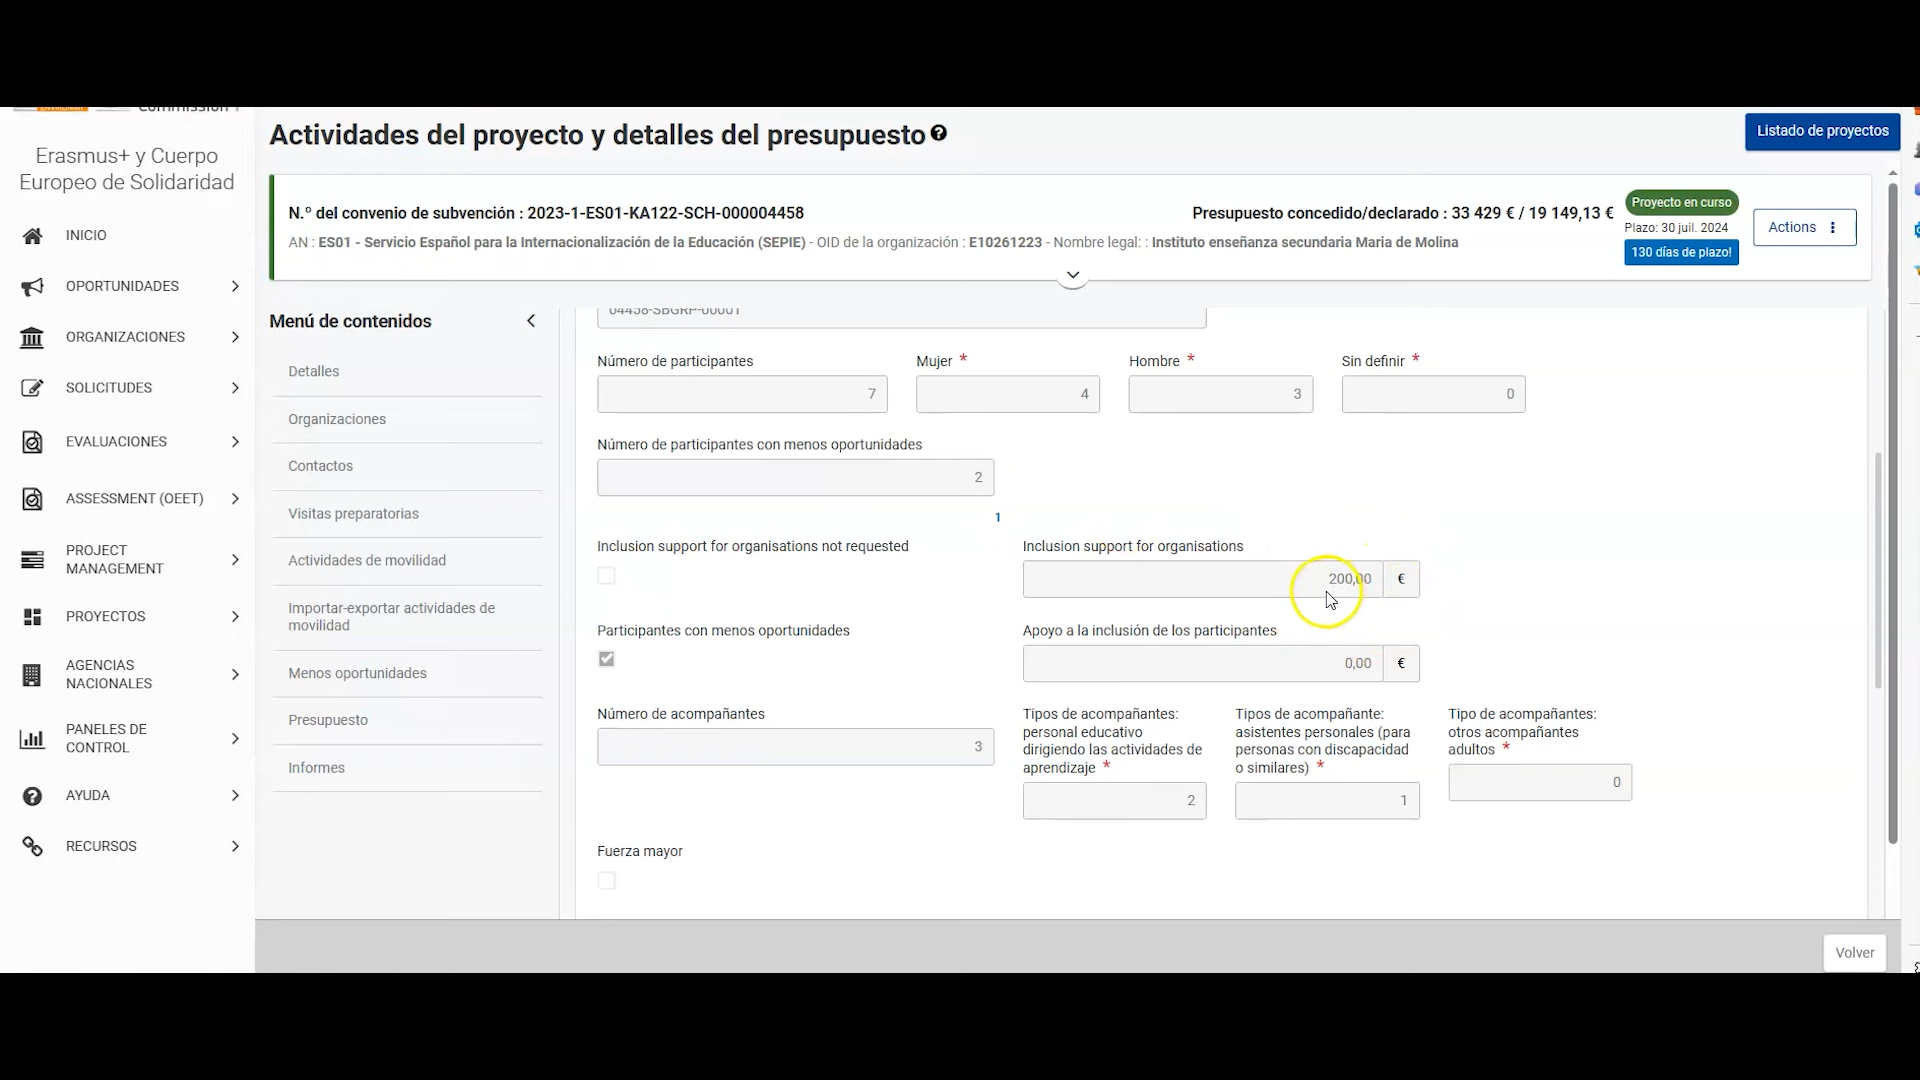 Commission
Actividades del proyecto y detalles del presupuesto
Listado de proyectos
Erasmus+ y Cuerpo
Europeo de Solidaridad
INICIO
OPORTUNIDADES
ORGANIZACIONES
SOLICITUDES
EVALUACIONES
ASSESSMENT (OEET)
PROJECT
MANAGEMENT
PROYECTOS
AGENCIAS
NACIONALES
PANELES DE
CONTROL
AYUDA
RECURSOS
N.º del convenio de subvención : 2023-1-ES01-KA122-SCH-000004458
Presupuesto concedido/declarado : 33 429 € / 19 149,13 €
AN : ES01 - Servicio Español para la Internacionalización de la Educación (SEPIE) - OID de la organización : E10261223 - Nombre legal: : Instituto enseñanza secundaria Maria de Molina
Proyecto en curso
Plazo: 30 juil. 2024
130 días de plazo!
Actions
Menú de contenidos
Detalles
Organizaciones
Contactos
Visitas preparatorias
Actividades de movilidad
Importar-exportar actividades de
movilidad
Menos oportunidades
Presupuesto
Informes
04458-SBGRP-00001
Número de participantes
7
Mujer *
4
Hombre *
3
Sin definir *
0
Número de participantes con menos oportunidades
2
1
Inclusion support for organisations not requested
Inclusion support for organisations
200,00 €
Participantes con menos oportunidades
Apoyo a la inclusión de los participantes
0,00 €
Número de acompañantes
3
Tipos de acompañantes:
personal educativo
dirigiendo las actividades de
aprendizaje *
2
Tipos de acompañante:
asistentes personales (para
personas con discapacidad
o similares) *
1
Tipo de acompañantes:
otros acompañantes
adultos *
0
Fuerza mayor
Volver